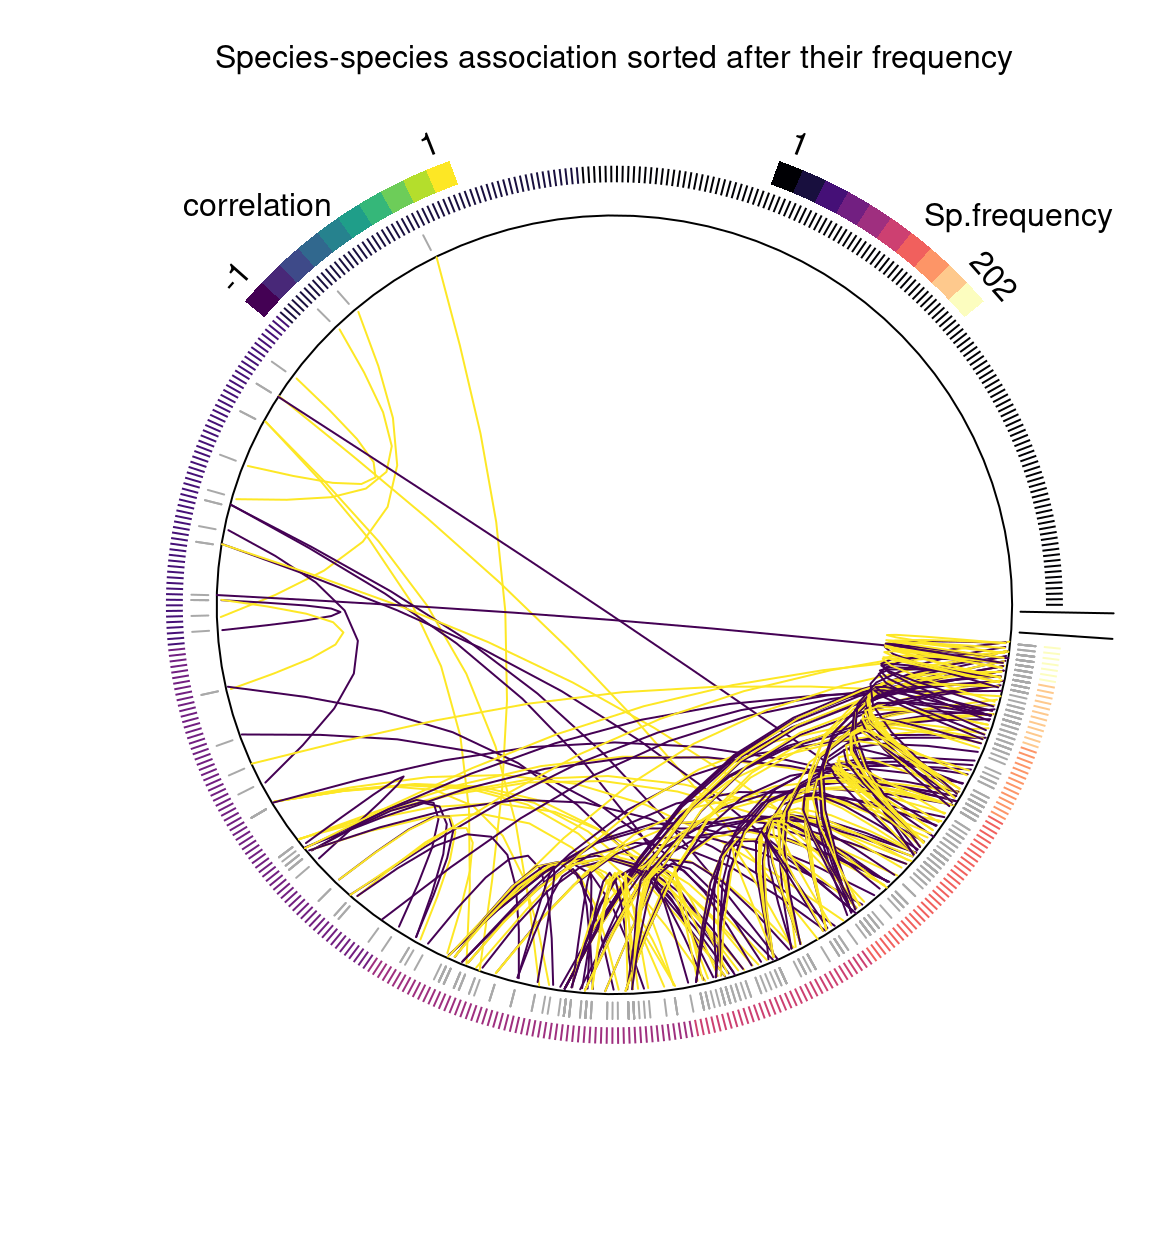 Species-species association sorted after their frequency
1
1
correlation
Sp.frequency
-1
202